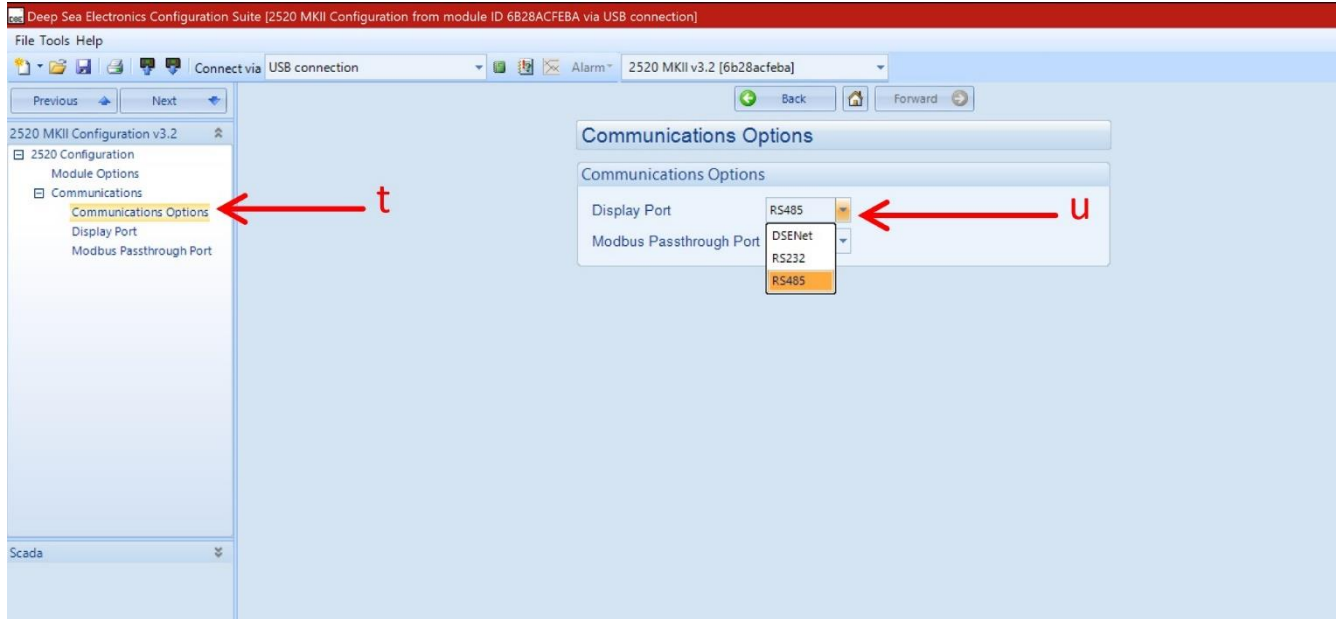 DSE Deep Sea Electronics Configuration Suite [2520 MKII Configuration from module ID 6B28ACFEBA via USB connection]
File Tools Help
Connect via USB connection Alarm 2520 MKII v3.2 [6b28acfeba]
Previous Next Back Forward
2520 MKII Configuration v3.2
2520 Configuration
Module Options
Communications
Communications Options
Display Port
Modbus Passthrough Port
t
Communications Options
Communications Options
Display Port RS485
u
Modbus Passthrough Port
DSENet
RS232
RS485
Scada